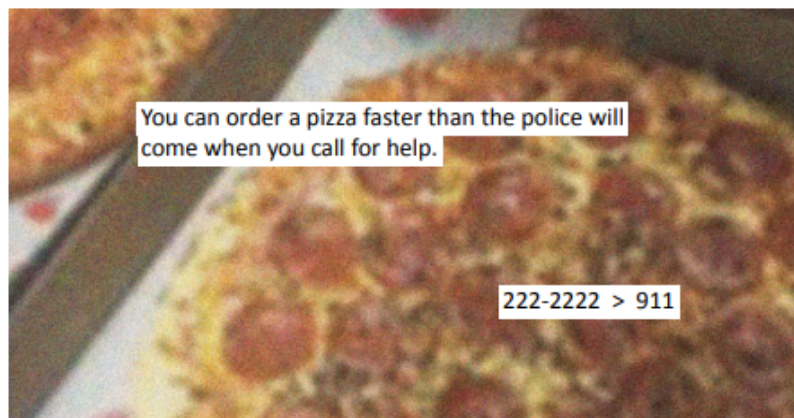 You can order a pizza faster than the police will
come when you call for help.
222-2222 > 911